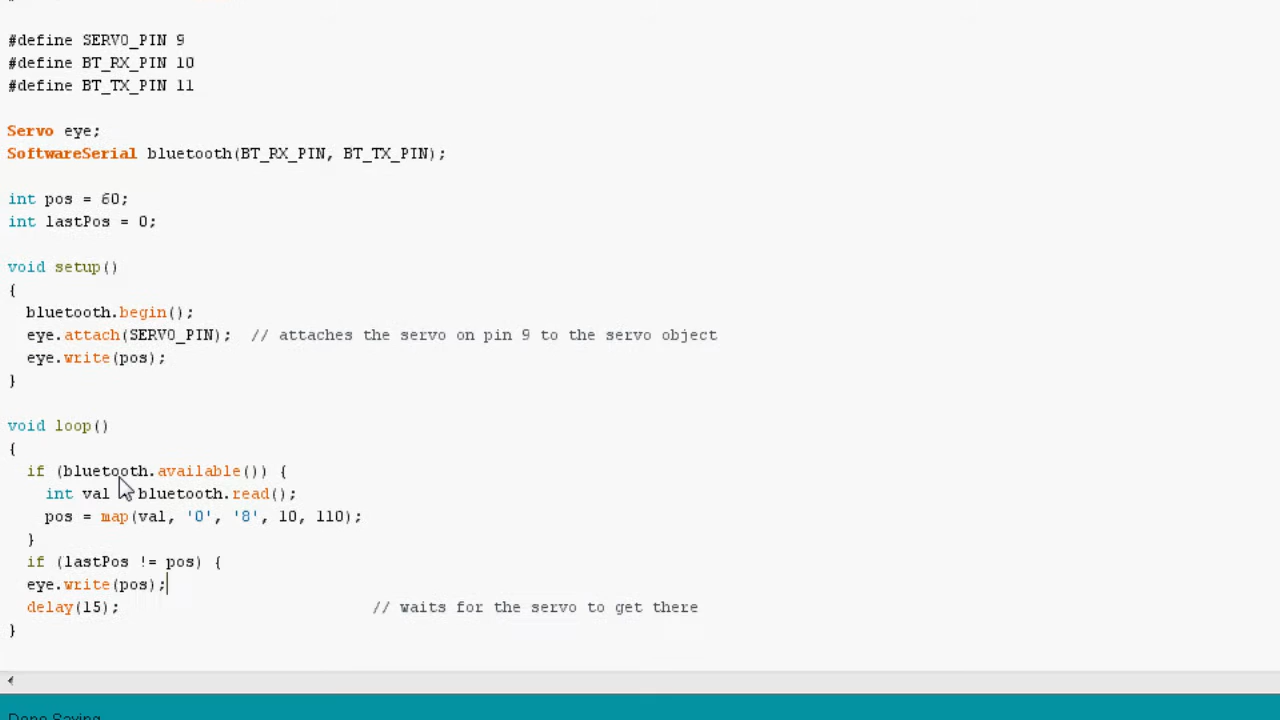 #define SERVO_PIN 9
#define BT_RX_PIN 10
#define BT_TX_PIN 11
Servo eye;
SoftwareSerial bluetooth(BT_RX_PIN, BT_TX_PIN);
int pos = 60;
int lastPos = 0;
void setup()
{
bluetooth.begin();
eye.attach(SERVO_PIN); // attaches the servo on pin 9 to the servo object
eye.write(pos);
}
void loop()
{
if (bluetooth.available()) {
int val bluetooth.read();
pos = map(val, '0', '8', 10, 110);
}
if (lastPos != pos) {
eye.write(pos);
delay(15); // waits for the servo to get there
}
Done Saving